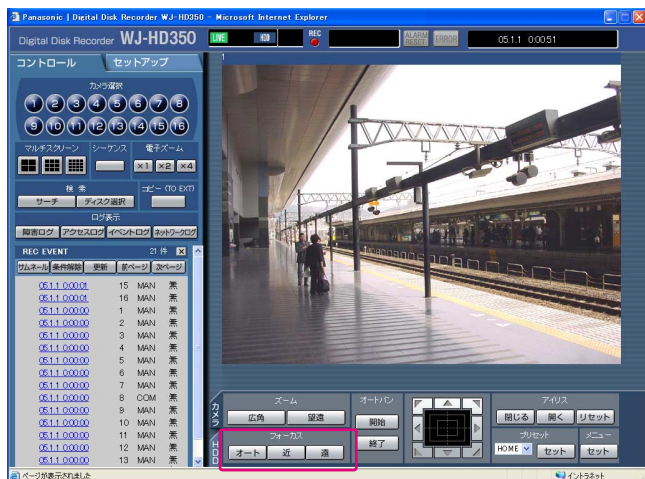 Panasonic | Digital Disk Recorder WJ-HD350 - Microsoft Internet Explorer
Digital Disk Recorder WJ-HD350
LIVE HDD REC ALARM RESET ERROR 05.1.1 0:00:51
コントロール セットアップ
1
カメラ選択
1 2 3 4 5 6 7 8
9 10 11 12 13 14 15 16
マルチスクリーン シーケンス 電子ズーム
×1 ×2 ×4
検索 コピー (TO EXT)
サーチ ディスク選択
ログ表示
障害ログ アクセスログ イベントログ ネットワークログ
REC EVENT 21 件 X
サムネール 条件解除 更新 前ページ 次ページ
05.1.1 0:00:01 15 MAN 無
05.1.1 0:00:01 16 MAN 無
05.1.1 0:00:00 1 MAN 無
05.1.1 0:00:00 2 MAN 無
05.1.1 0:00:00 3 MAN 無
05.1.1 0:00:00 4 MAN 無
05.1.1 0:00:00 5 MAN 無
05.1.1 0:00:00 6 MAN 無
05.1.1 0:00:00 7 MAN 無
05.1.1 0:00:00 8 COM 無
05.1.1 0:00:00 9 MAN 無
05.1.1 0:00:00 10 MAN 無
05.1.1 0:00:00 11 MAN 無
05.1.1 0:00:00 12 MAN 無
05.1.1 0:00:00 13 MAN 無
カメラ
HDD
ズーム
広角 望遠
フォーカス
オート 近 遠
オートパン
開始
終了
アイリス
閉じる 開く リセット
プリセット メニュー
HOME セット セット
ページが表示されました イントラネット